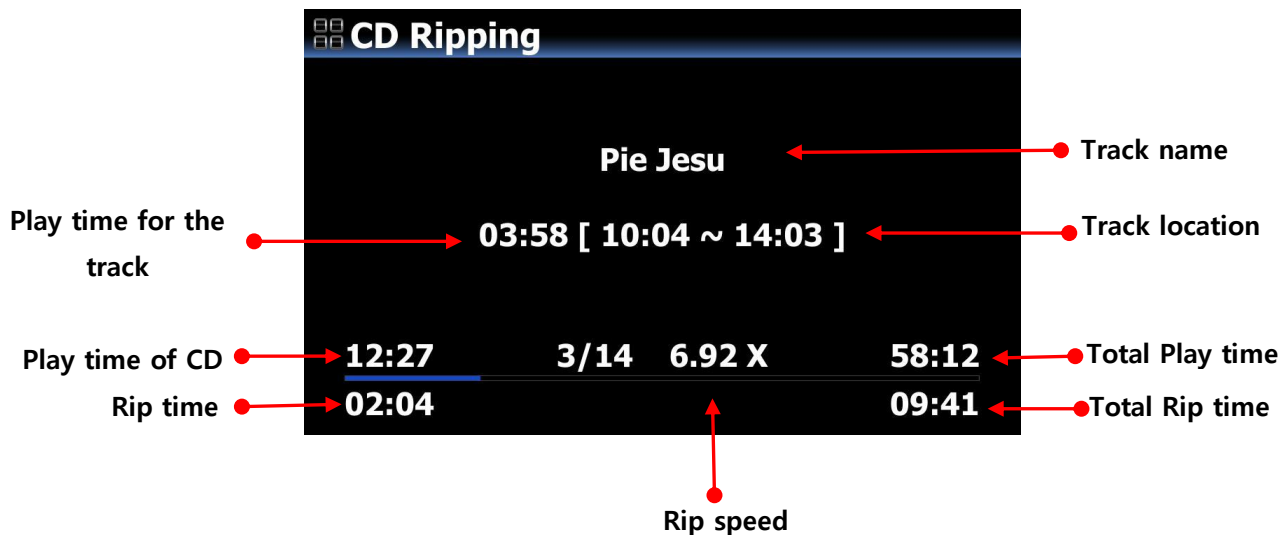 CD Ripping
Pie Jesu
Track name
Play time for the
track
03:58 [ 10:04 ~ 14:03 ]
Track location
Play time of CD
12:27
3/14
6.92 X
58:12
Total Play time
Rip time
02:04
09:41
Total Rip time
Rip speed